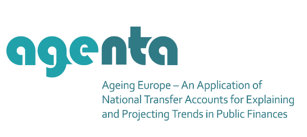 agenta
Ageing Europe – An Application of
National Transfer Accounts for Explaining
and Projecting Trends in Public Finances